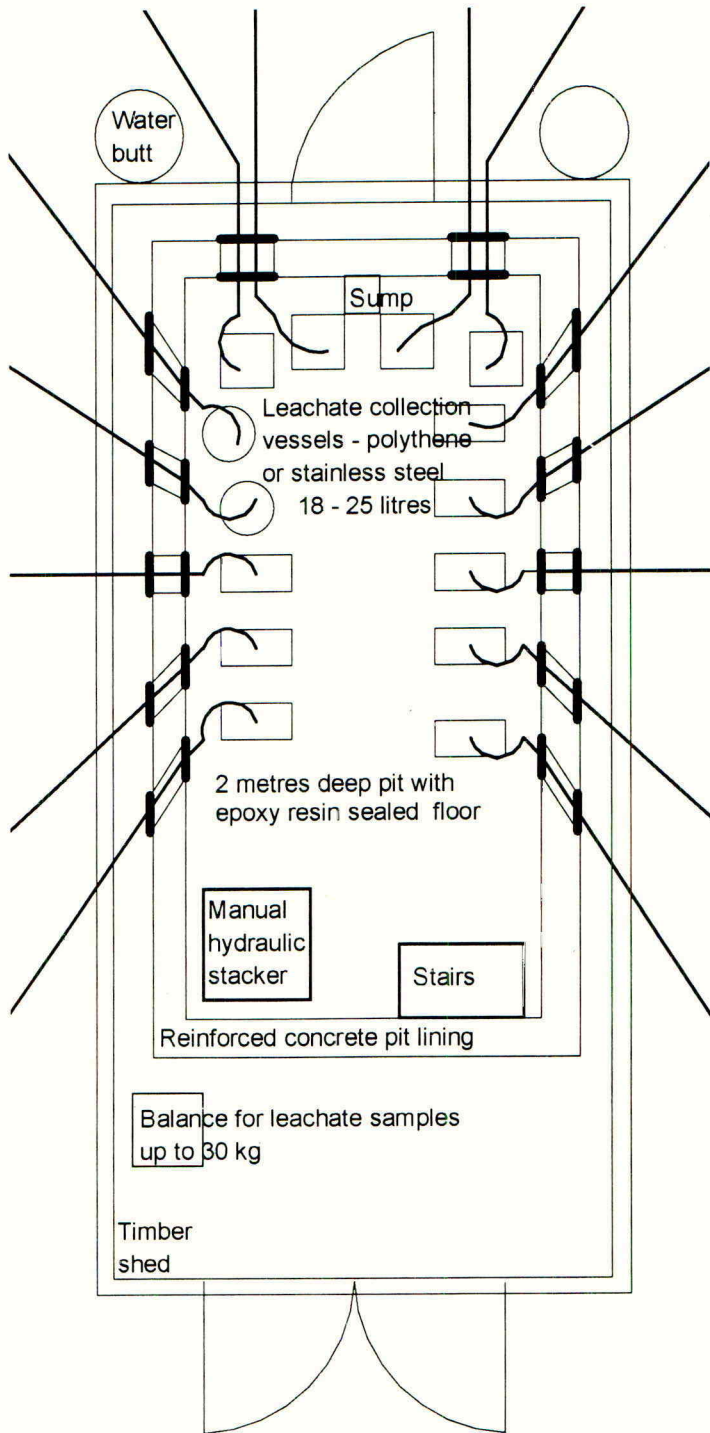 Water
butt
Sump
Leachate collection
vessels - polythene
or stainless steel
18 - 25 litres
2 metres deep pit with
epoxy resin sealed floor
Manual
hydraulic
stacker
Stairs
Reinforced concrete pit lining
Balance for leachate samples
up to 30 kg
Timber
shed